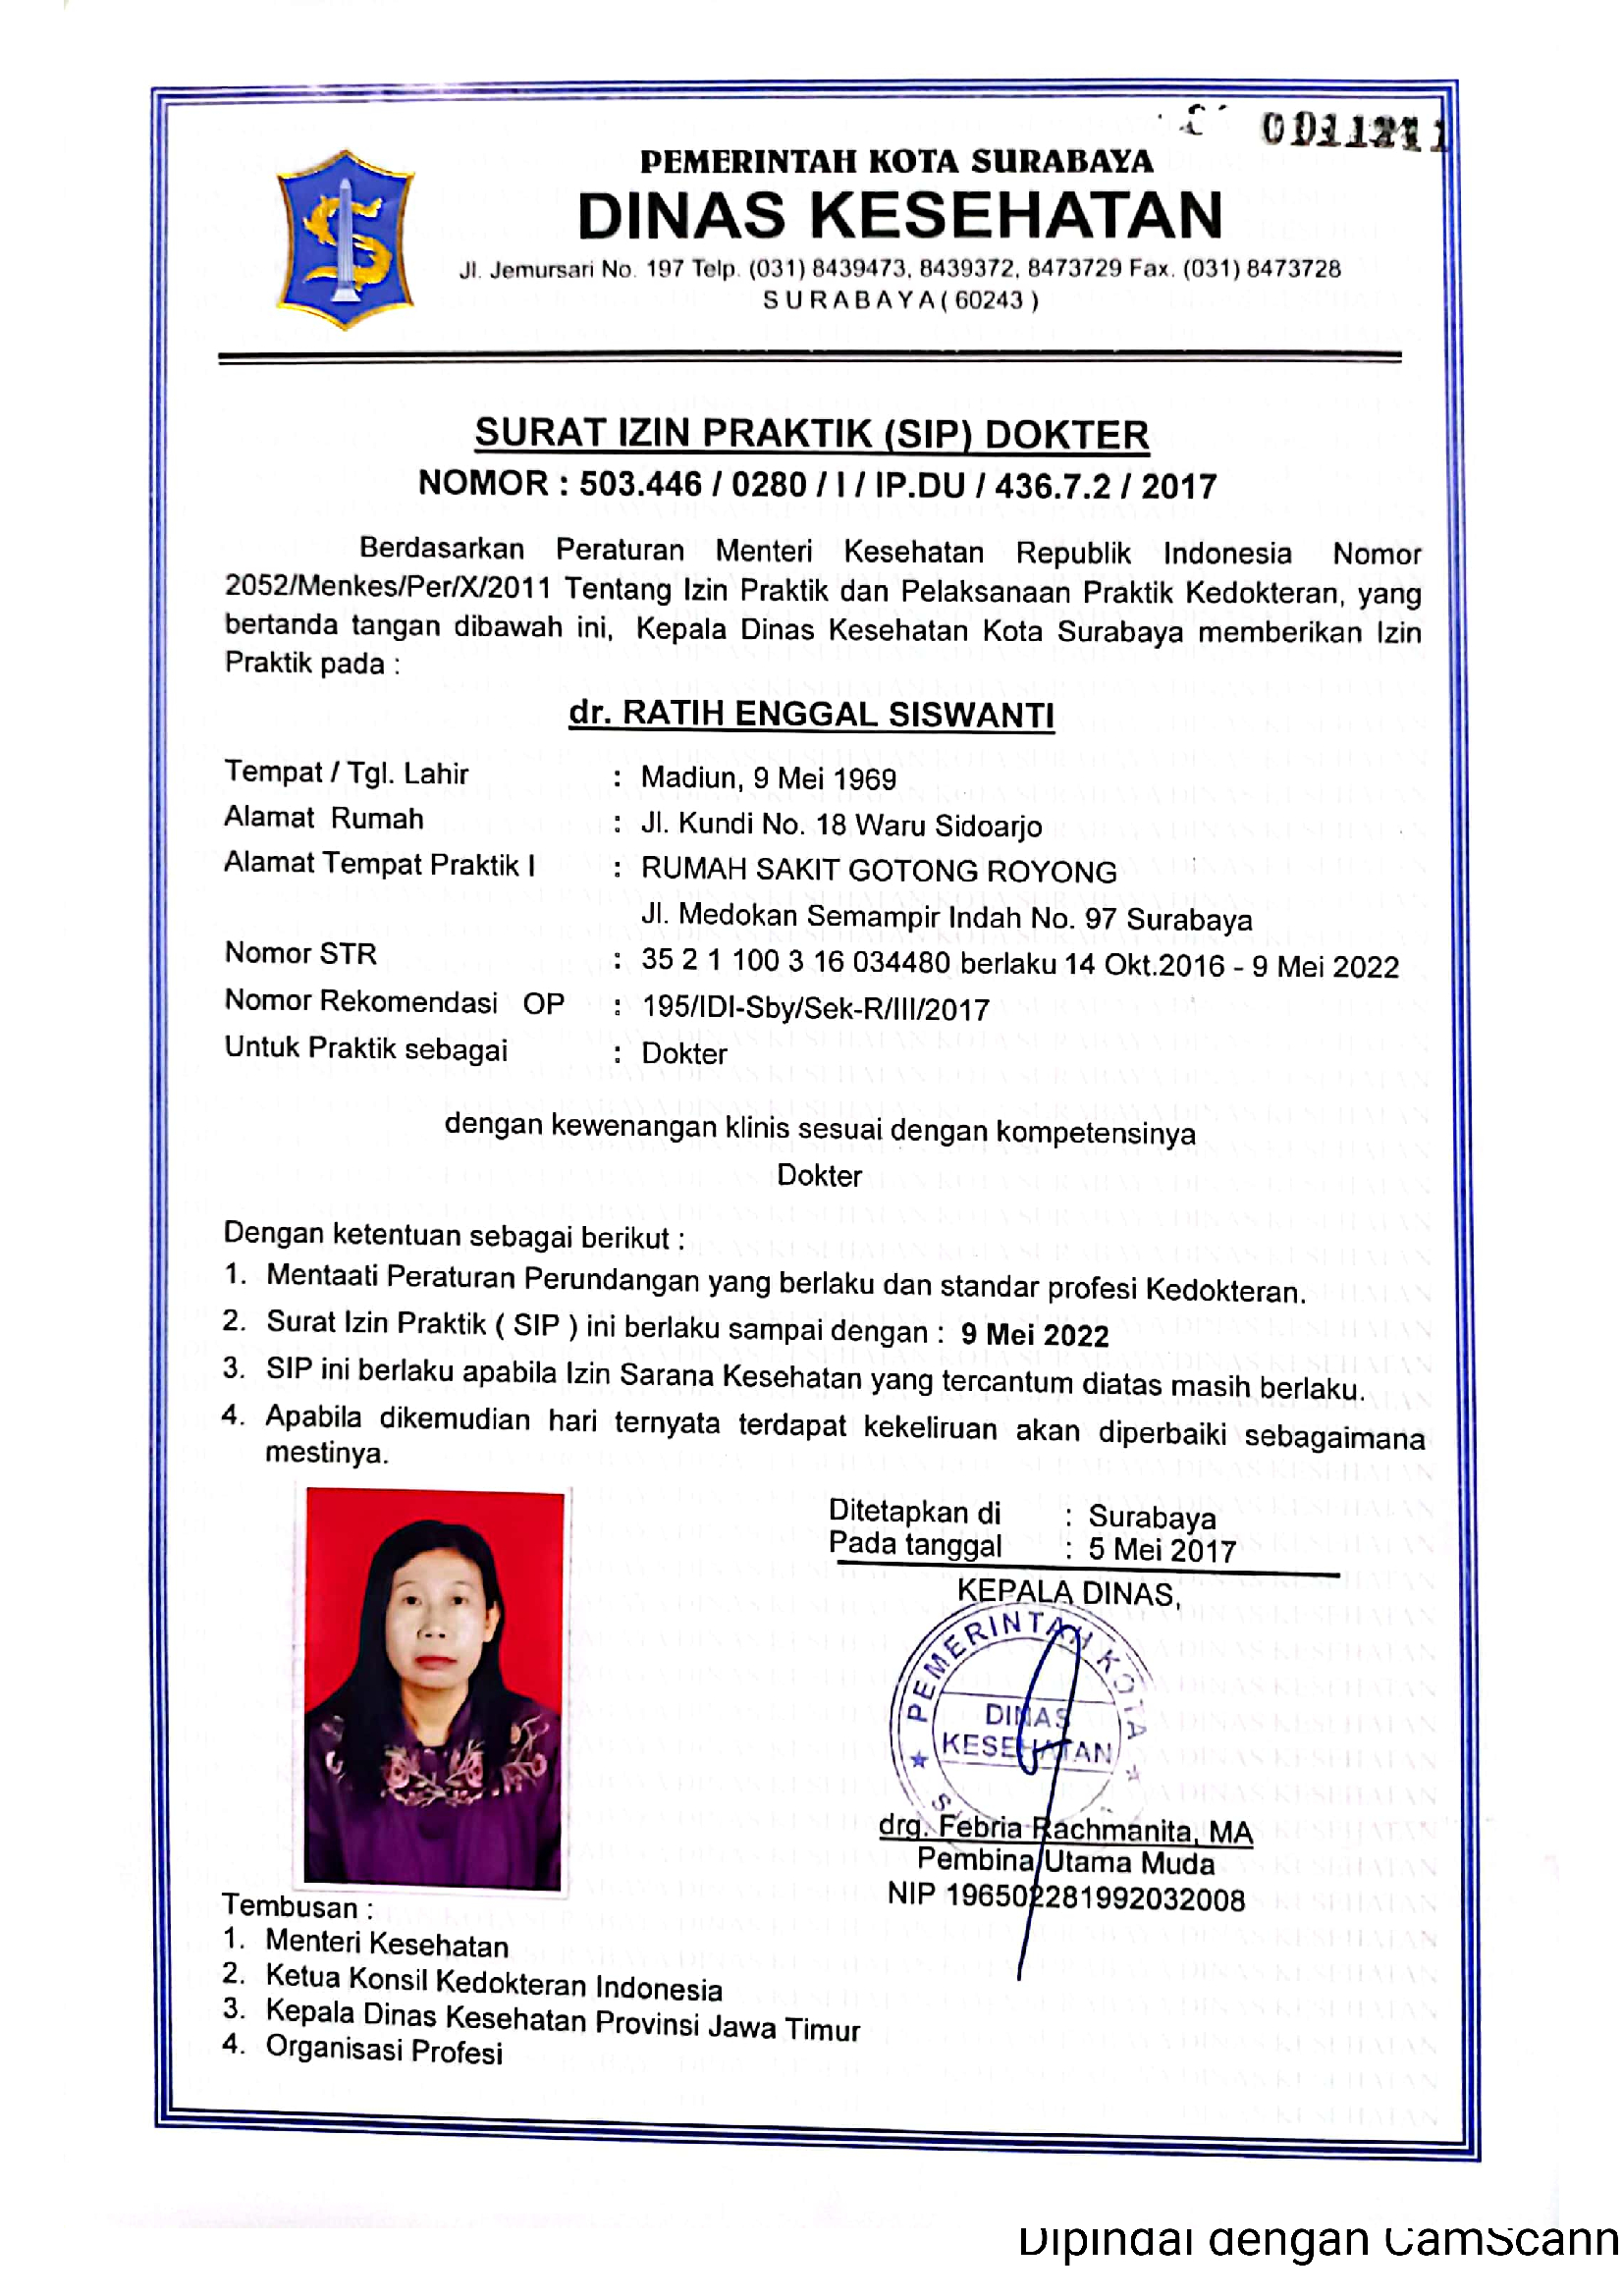 PEMERINTAH KOTA SURABAYA
DINAS KESEHATAN
Jl. Jemursari No. 197 Telp. (031) 8439473, 8439372, 8473729 Fax. (031) 8473728
SURABAYA ( 60243 )
SURAT IZIN PRAKTIK (SIP) DOKTER
NOMOR : 503.446 / 0280 / I / IP.DU / 436.7.2 / 2017
Berdasarkan Peraturan Menteri Kesehatan Republik Indonesia Nomor
2052/Menkes/Per/X/2011 Tentang Izin Praktik dan Pelaksanaan Praktik Kedokteran, yang
bertanda tangan dibawah ini, Kepala Dinas Kesehatan Kota Surabaya memberikan Izin
Praktik pada :
dr. RATIH ENGGAL SISWANTI
Tempat / Tgl. Lahir : Madiun, 9 Mei 1969
Alamat Rumah : Jl. Kundi No. 18 Waru Sidoarjo
Alamat Tempat Praktik I : RUMAH SAKIT GOTONG ROYONG
Jl. Medokan Semampir Indah No. 97 Surabaya
Nomor STR : 35 2 1 100 3 16 034480 berlaku 14 Okt.2016 - 9 Mei 2022
Nomor Rekomendasi OP : 195/IDI-Sby/Sek-R/III/2017
Untuk Praktik sebagai : Dokter
dengan kewenangan klinis sesuai dengan kompetensinya
Dokter
Dengan ketentuan sebagai berikut :
1. Mentaati Peraturan Perundangan yang berlaku dan standar profesi Kedokteran.
2. Surat Izin Praktik ( SIP ) ini berlaku sampai dengan : 9 Mei 2022
3. SIP ini berlaku apabila Izin Sarana Kesehatan yang tercantum diatas masih berlaku.
4. Apabila dikemudian hari ternyata terdapat kekeliruan akan diperbaiki sebagaimana
mestinya.
Ditetapkan di : Surabaya
Pada tanggal : 5 Mei 2017
KEPALA DINAS,
PEMERINTAH KOTA
DINAS
KESEHATAN
drg. Febria Rachmanita, MA
Pembina Utama Muda
NIP 196502281992032008
Tembusan :
1. Menteri Kesehatan
2. Ketua Konsil Kedokteran Indonesia
3. Kepala Dinas Kesehatan Provinsi Jawa Timur
4. Organisasi Profesi
Dipindai dengan CamScann